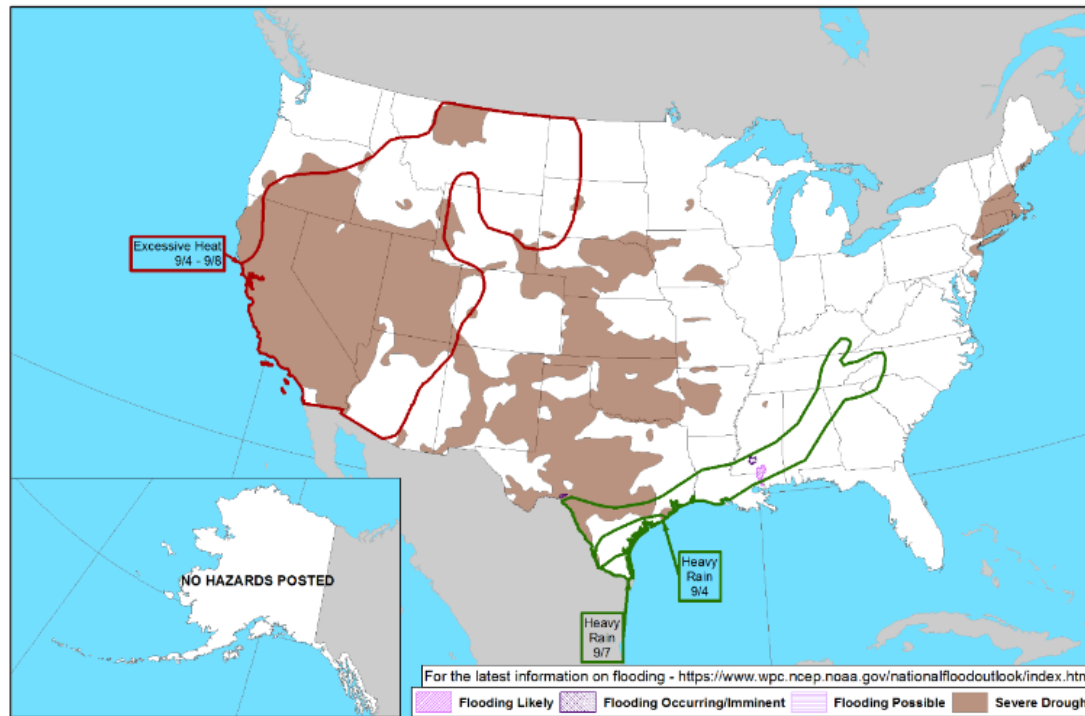 Excessive Heat
9/4 - 9/8
NO HAZARDS POSTED
Heavy
Rain
9/4
Heavy
Rain
9/7
For the latest information on flooding - https://www.wpc.ncep.noaa.gov/nationalfloodoutlook/index.htm
Flooding Likely Flooding Occurring/Imminent Flooding Possible Severe Drough